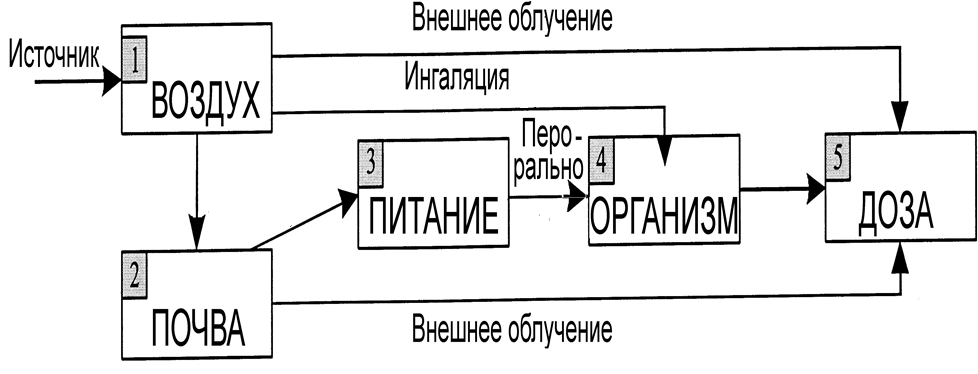 Внешнее облучение
Источник
1
ВОЗДУХ
Ингаляция
Перо-
рально
3
ПИТАНИЕ
4
ОРГАНИЗМ
5
ДОЗА
2
ПОЧВА
Внешнее облучение